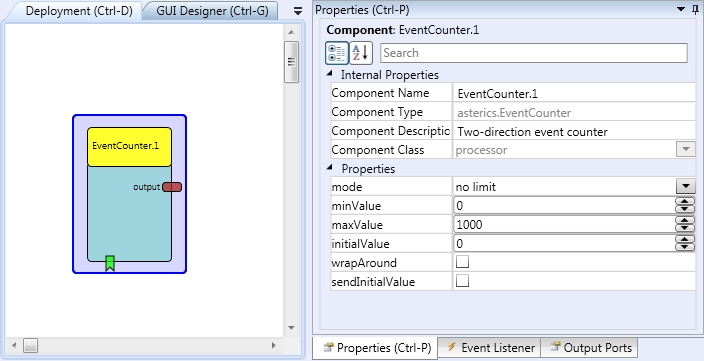 Deployment (Ctrl-D)
GUI Designer (Ctrl-G)
EventCounter.1
output
Properties (Ctrl-P)
Component: EventCounter.1
A
Z
Search
Internal Properties
Component Name EventCounter.1
Component Type asterics.EventCounter
Component Descriptio Two-direction event counter
Component Class processor
Properties
mode no limit
minValue 0
maxValue 1000
initialValue 0
wrapAround
sendInitialValue
Properties (Ctrl-P)
Event Listener
Output Ports